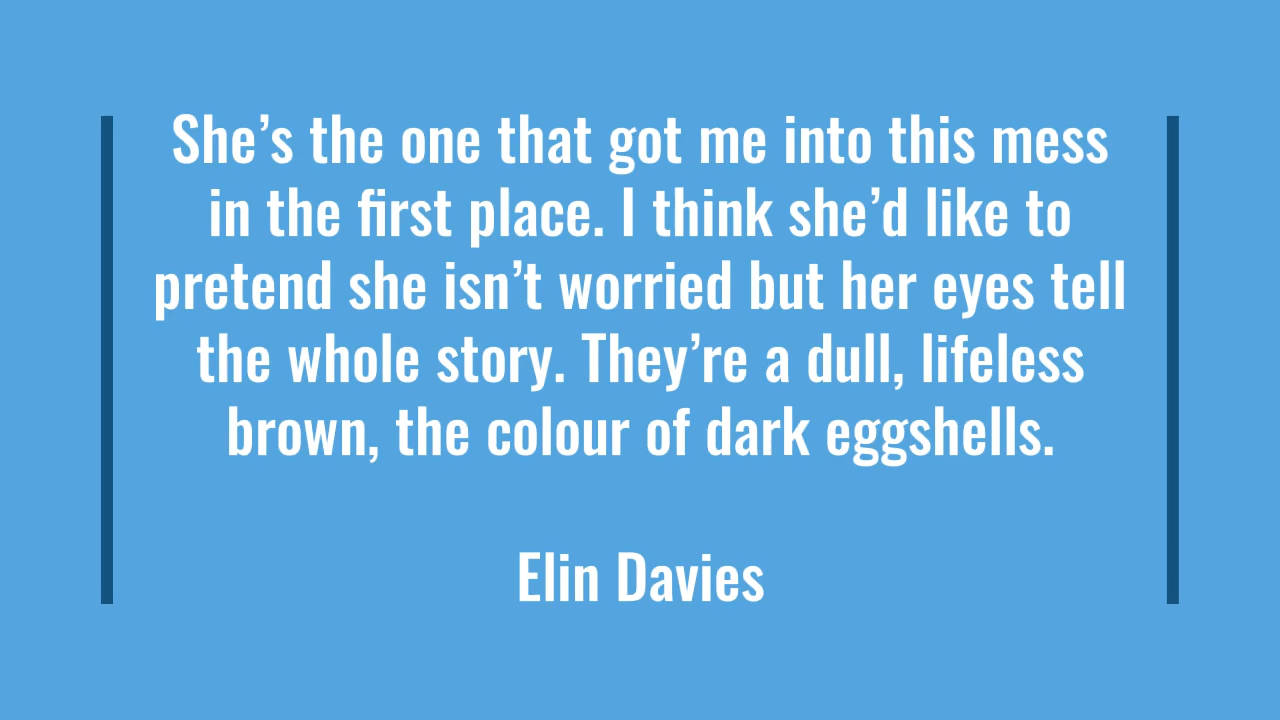 She’s the one that got me into this mess
in the first place. I think she’d like to
pretend she isn’t worried but her eyes tell
the whole story. They’re a dull, lifeless
brown, the colour of dark eggshells.
Elin Davies